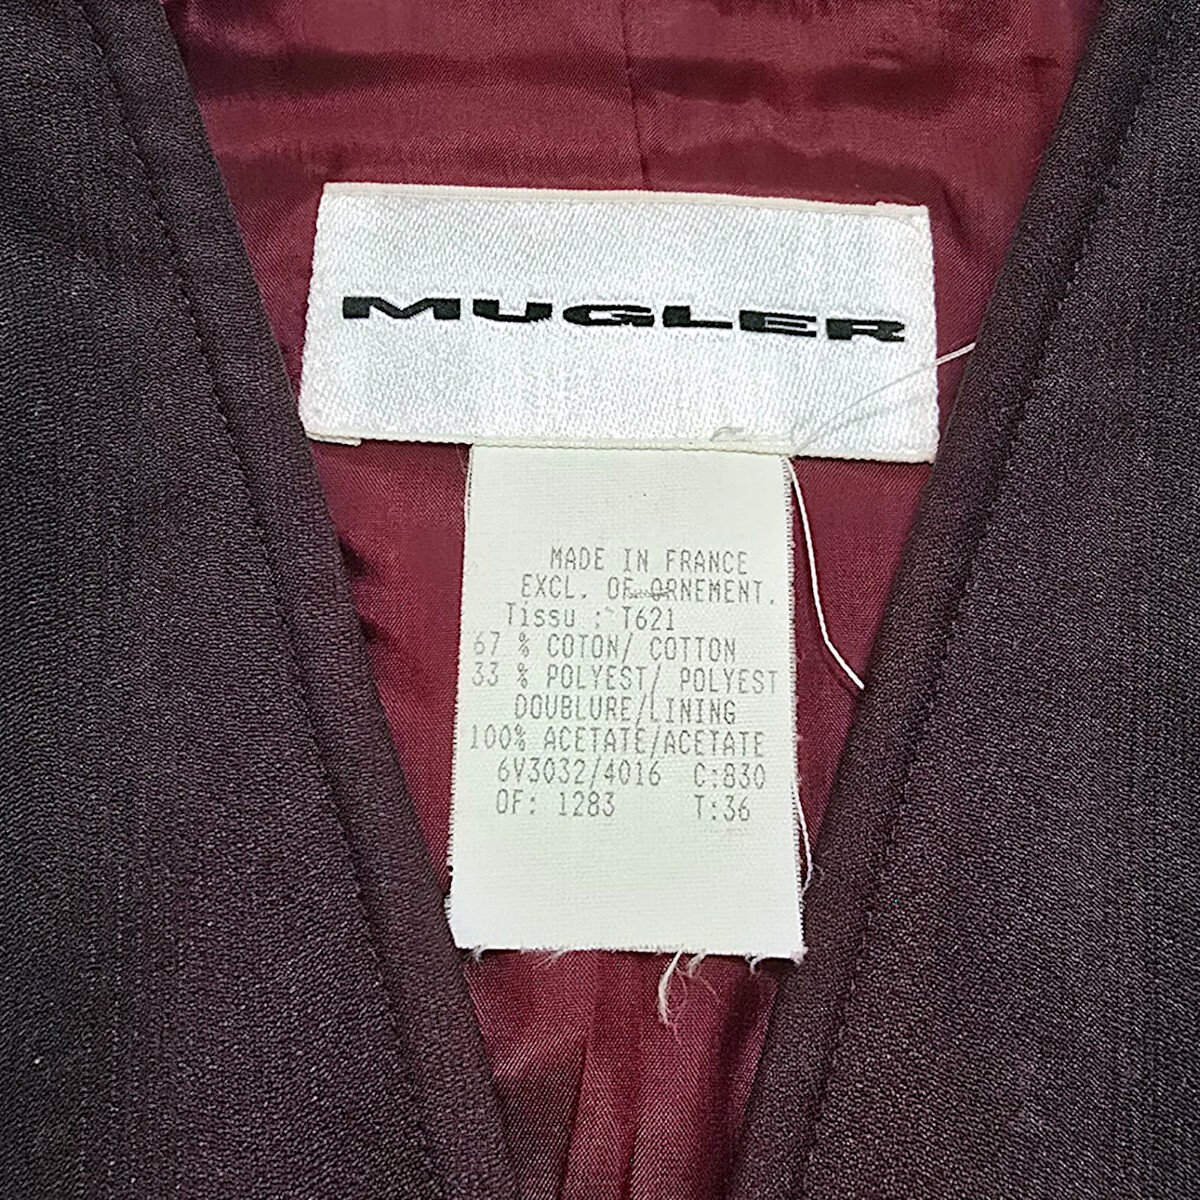 MUGLER
MADE IN FRANCE
EXCL. OF ORNEMENT.
Tissu : T621
67 % COTON/ COTTON
33 % POLYEST/ POLYEST
DOUBLURE/LINING
100% ACETATE/ACETATE
6V3032/4016 C:830
OF: 1283 T:36